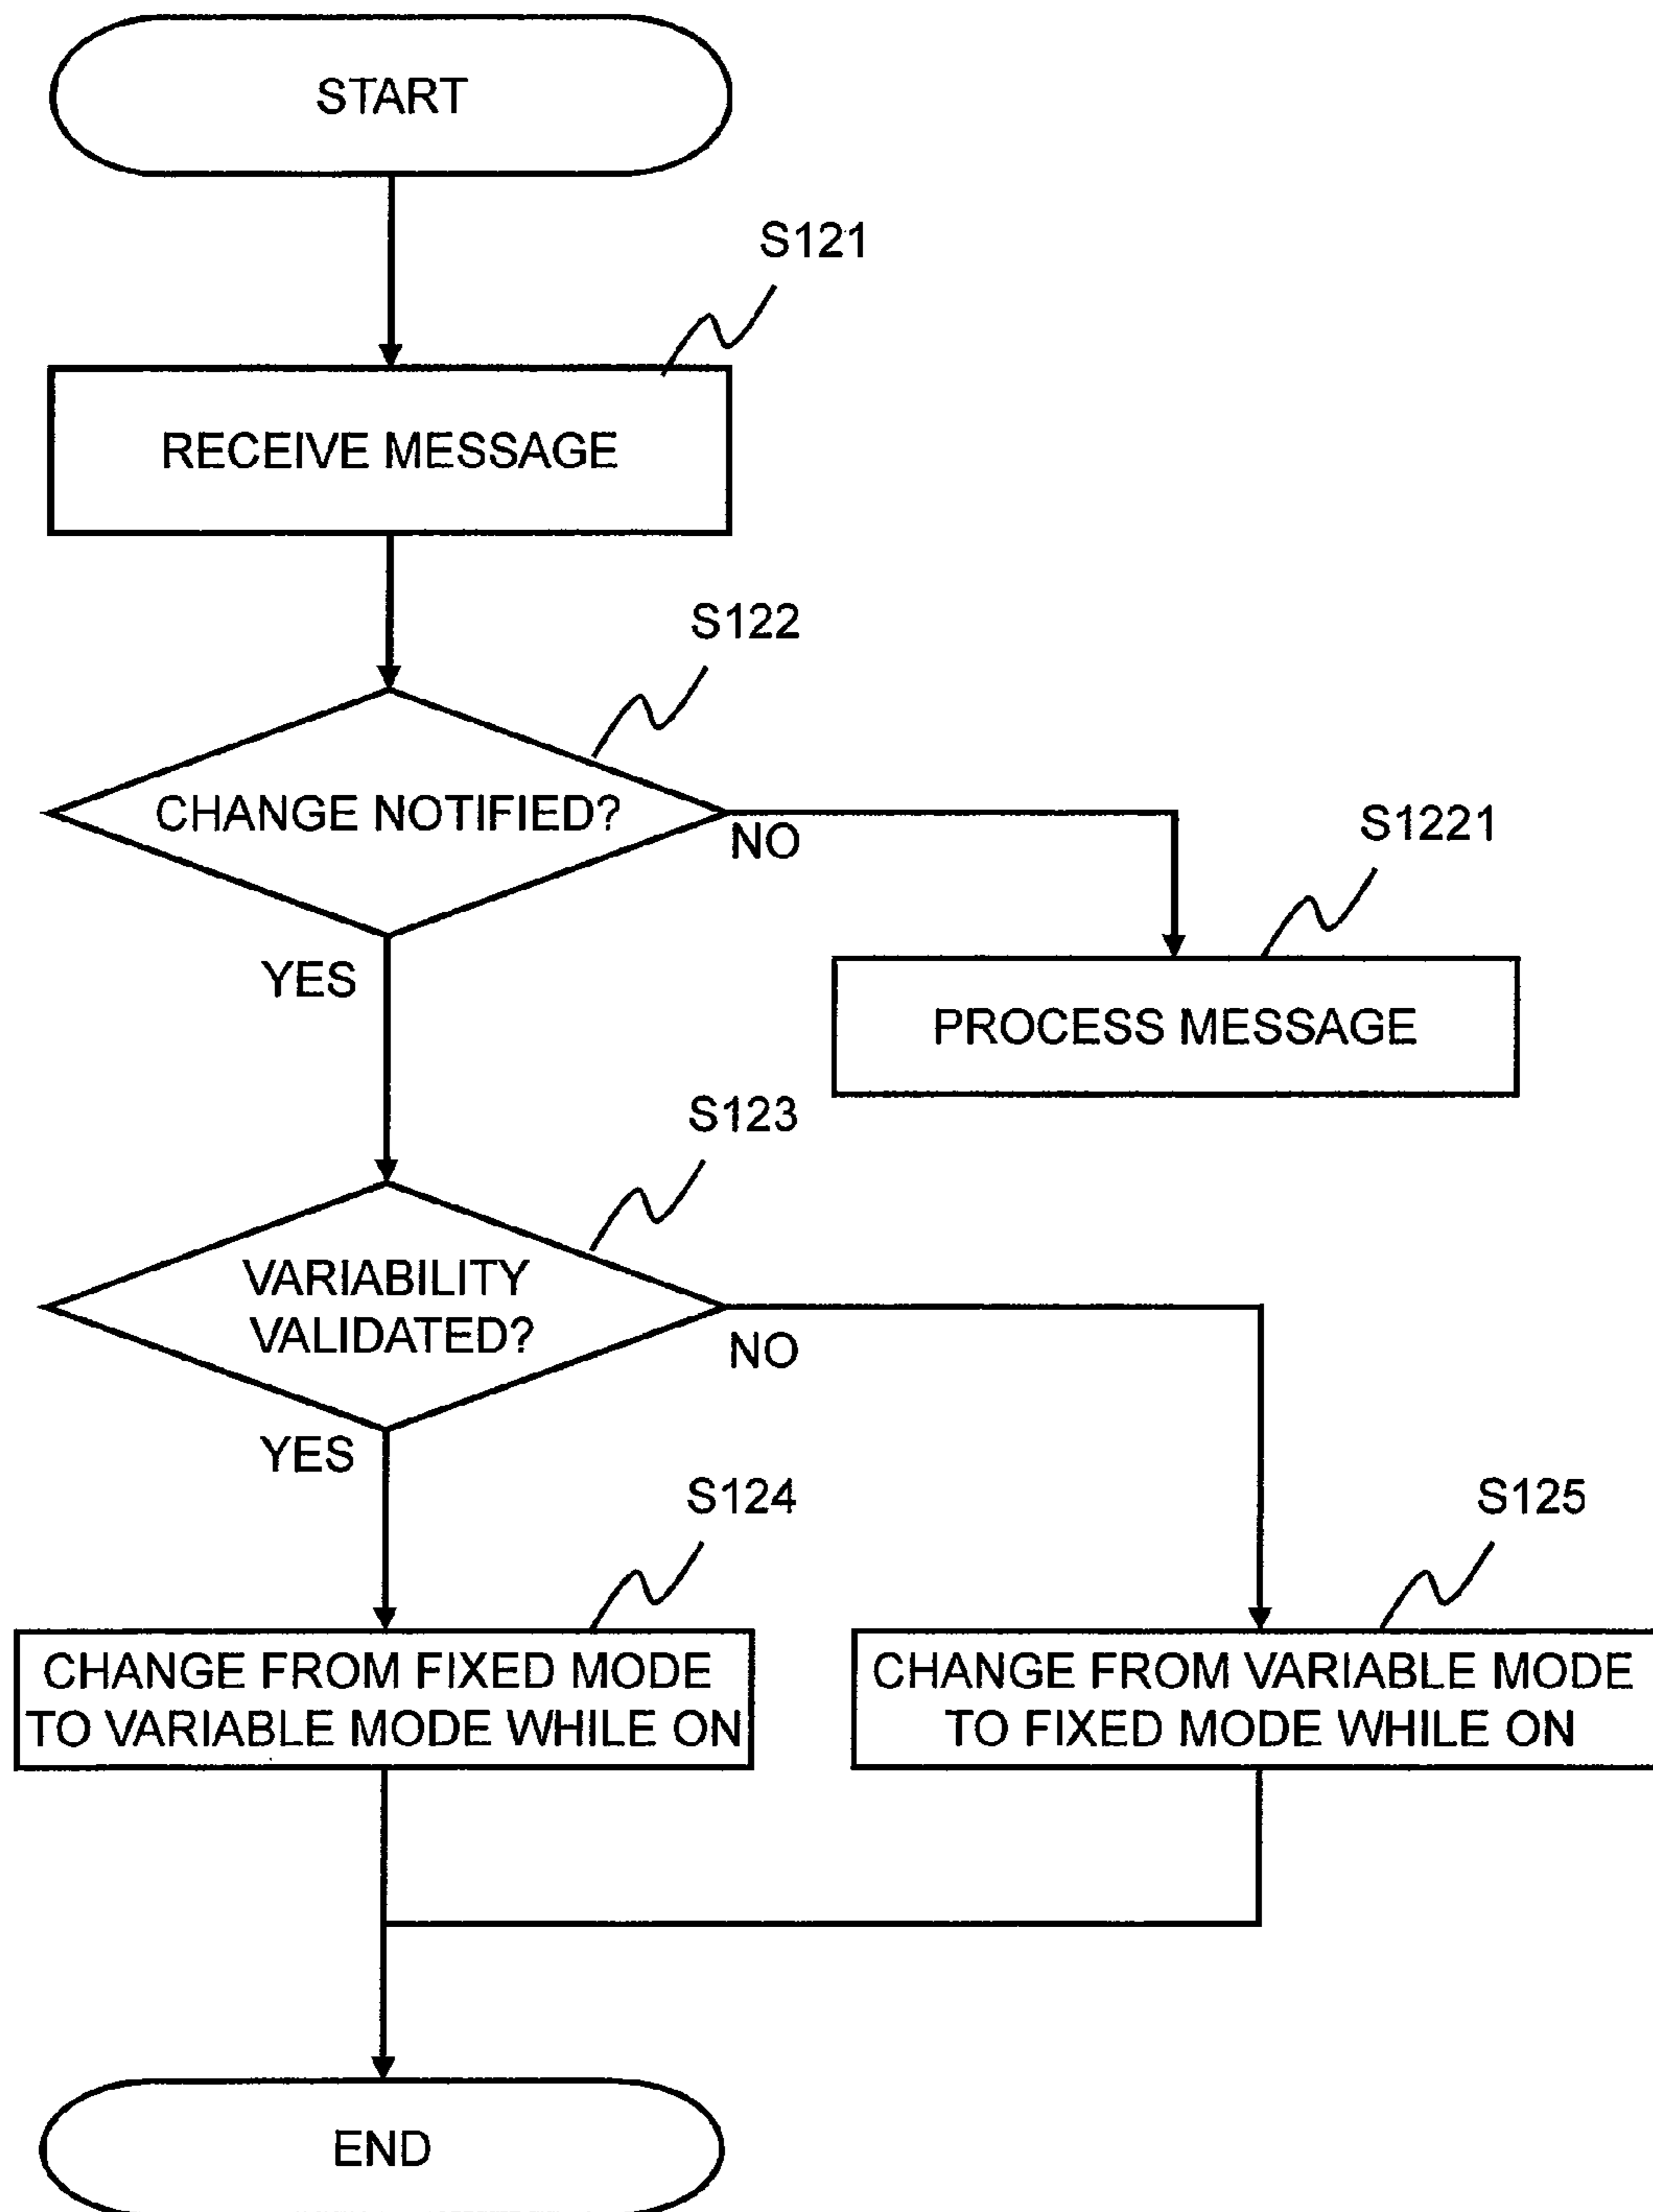 START
S121
RECEIVE MESSAGE
S122
CHANGE NOTIFIED?
NO
S1221
YES
PROCESS MESSAGE
S123
VARIABILITY
VALIDATED?
NO
YES
S124
S125
CHANGE FROM FIXED MODE
TO VARIABLE MODE WHILE ON
CHANGE FROM VARIABLE MODE
TO FIXED MODE WHILE ON
END